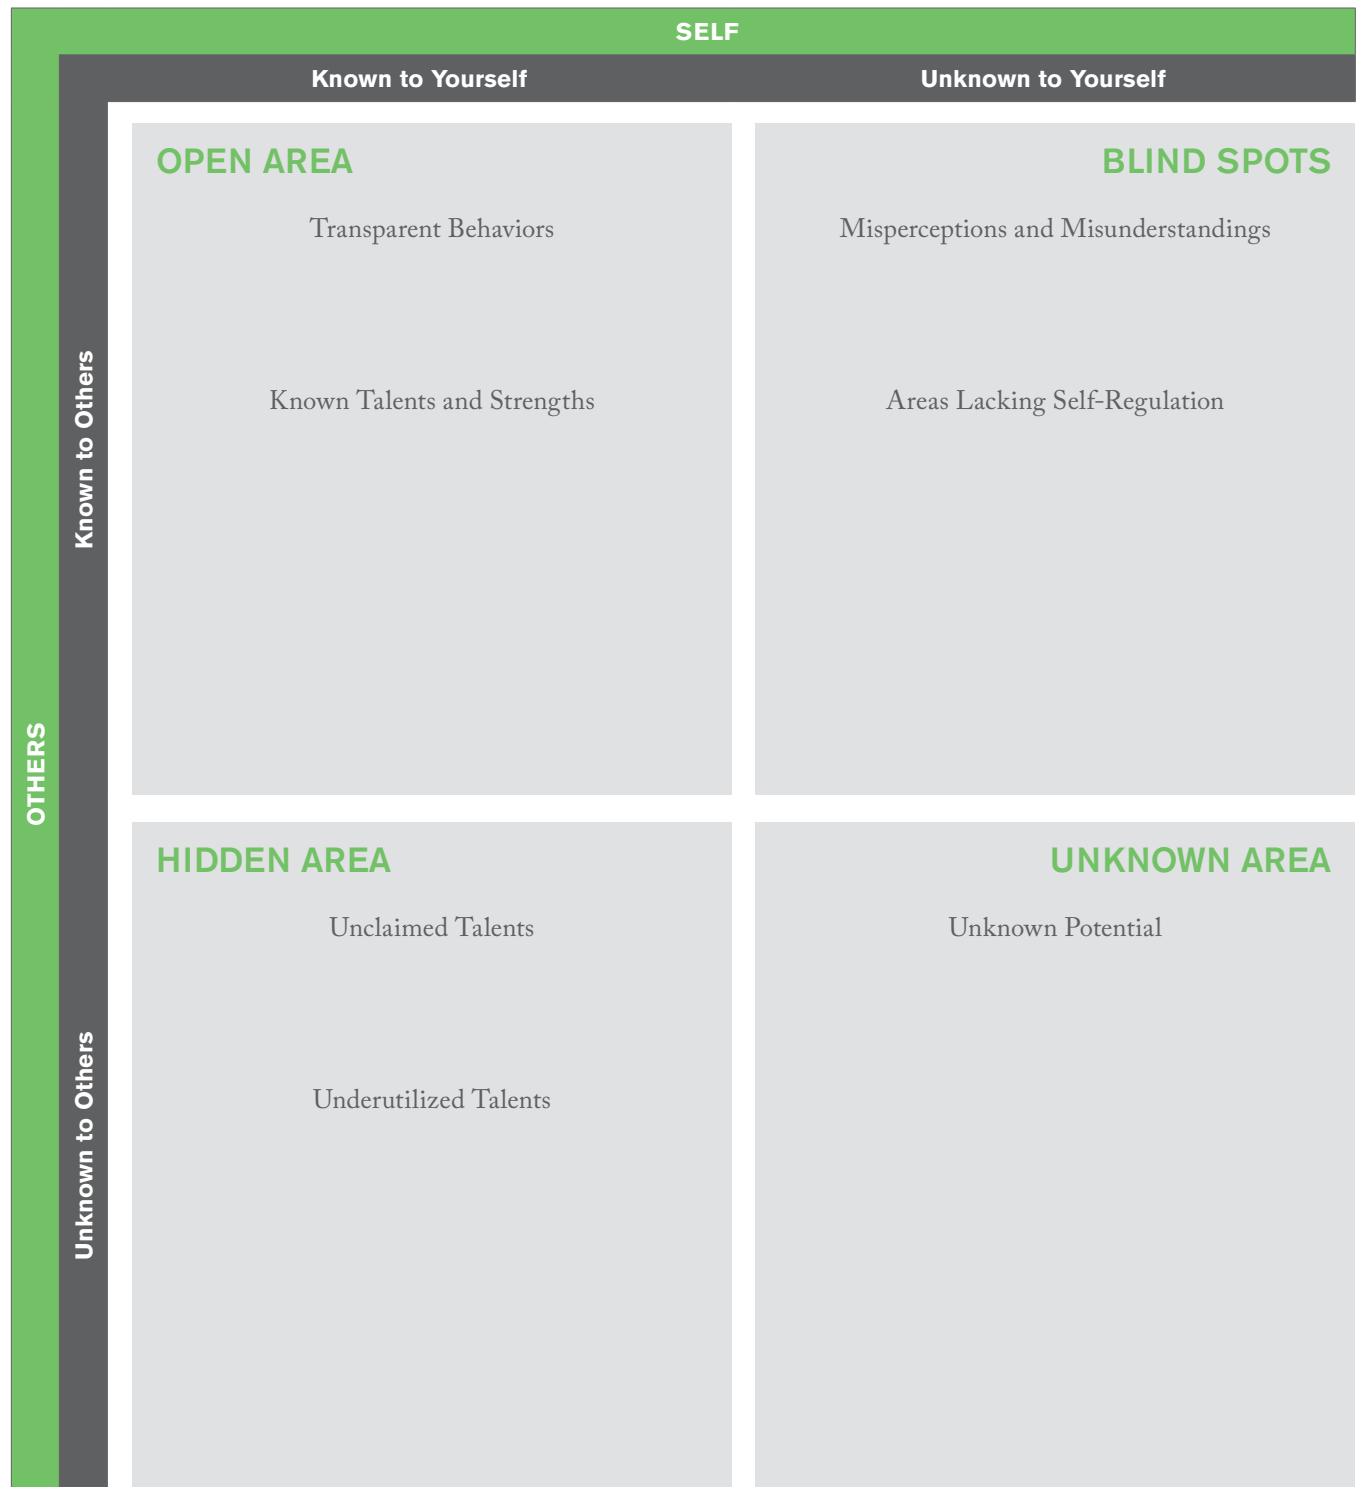 SELF
Known to Yourself
Unknown to Yourself
OTHERS
Known to Others
OPEN AREA
Transparent Behaviors
Known Talents and Strengths
BLIND SPOTS
Misperceptions and Misunderstandings
Areas Lacking Self-Regulation
Unknown to Others
HIDDEN AREA
Unclaimed Talents
Underutilized Talents
UNKNOWN AREA
Unknown Potential